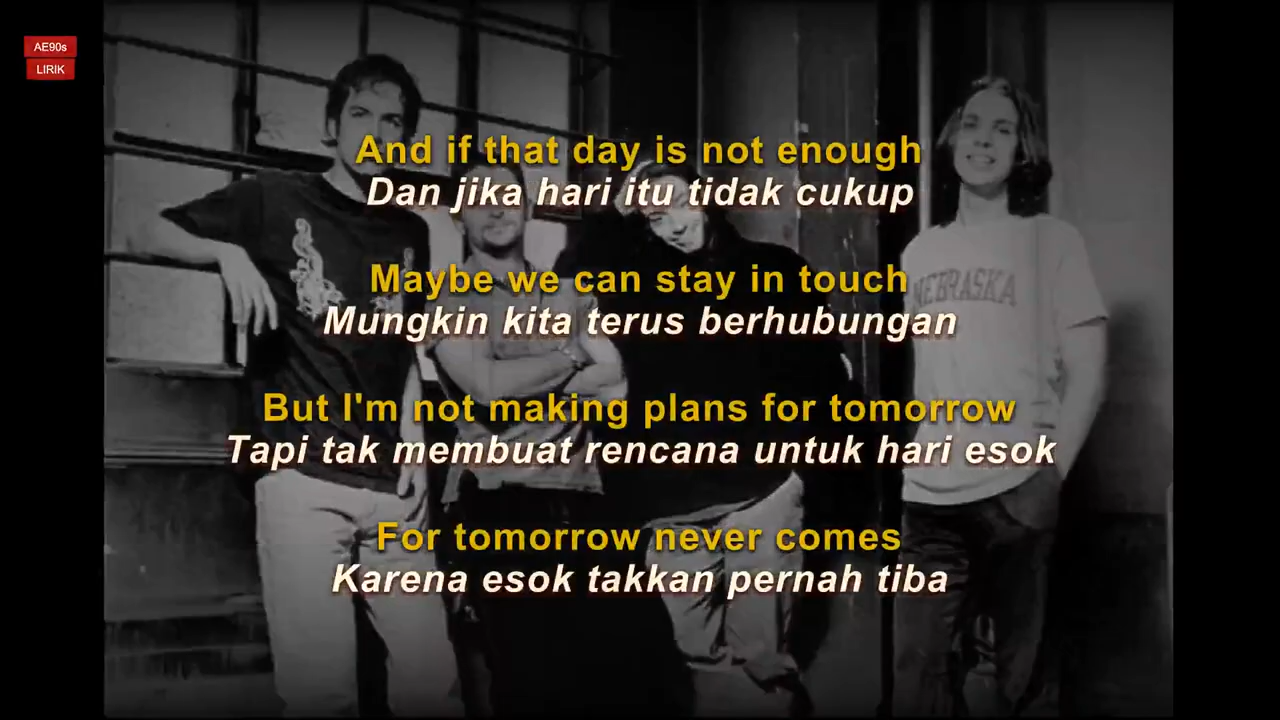 AE90s
LIRIK
And if that day is not enough
Dan jika hari itu tidak cukup
Maybe we can stay in touch
Mungkin kita terus berhubungan
NEBRASKA
But I'm not making plans for tomorrow
Tapi tak membuat rencana untuk hari esok
For tomorrow never comes
Karena esok takkan pernah tiba